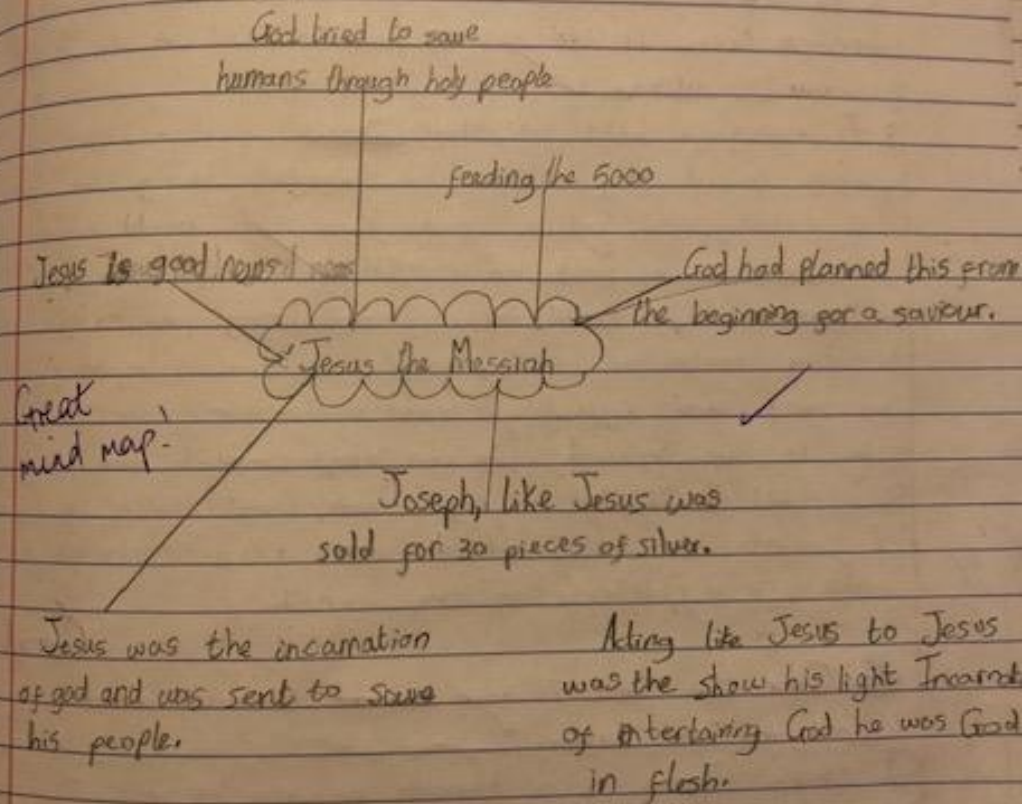 God tried to save
humans through holy people
feeding the 5000
Jesus is good news
God had planned this from
the beginning for a saviour.
Jesus the Messiah
Great
mind map!
Joseph, like Jesus was
sold for 30 pieces of silver.
Jesus was the incarnation
of god and was sent to save
his people.
Acting like Jesus to Jesus
was the show his light Incarnat
of entertaining God he was God
in flesh.